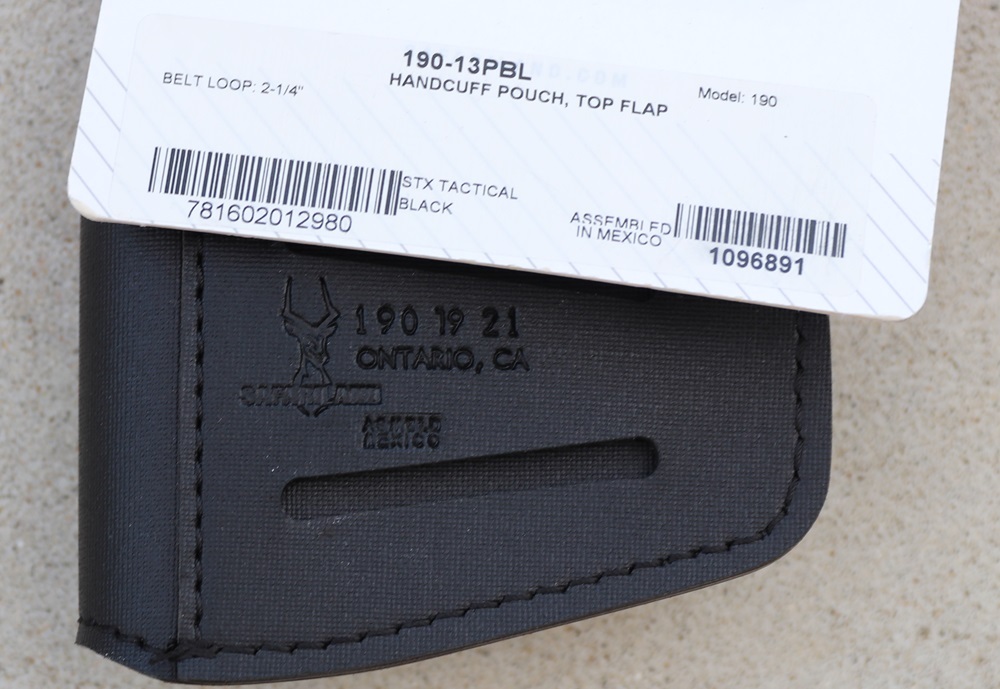 190-13PBL
HANDCUFF POUCH, TOP FLAP
BELT LOOP: 2-1/4"
Model: 190
STX TACTICAL
BLACK
781602012980
ASSEMBLED
IN MEXICO
1096891
190 19 21
ONTARIO, CA
SAFARILAND
ASMBLD
MEXICO